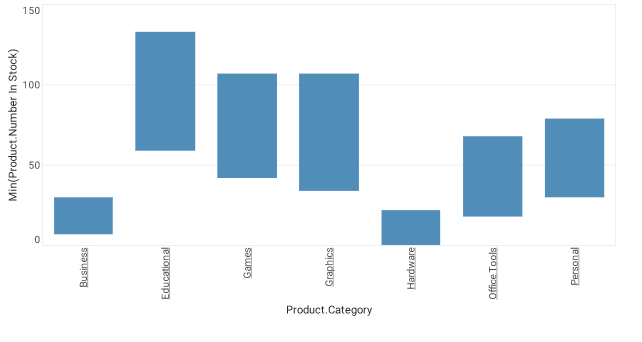 150
100
50
0
Min(Product.Number In Stock)
Business
Educational
Games
Graphics
Hardware
Office Tools
Personal
Product.Category